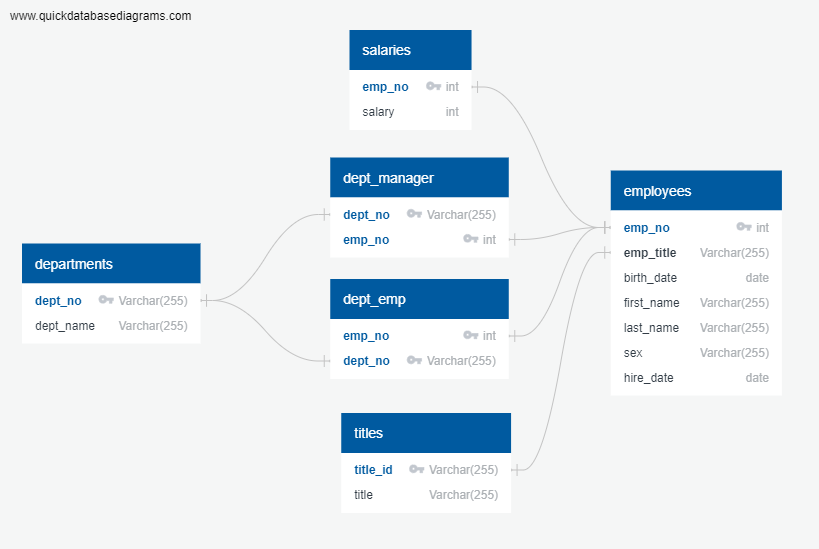 www.quickdatabasediagrams.com
salaries
emp_no int
salary int
dept_manager
dept_no Varchar(255)
emp_no int
employees
emp_no int
emp_title Varchar(255)
birth_date date
first_name Varchar(255)
last_name Varchar(255)
sex Varchar(255)
hire_date date
departments
dept_no Varchar(255)
dept_name Varchar(255)
dept_emp
emp_no int
dept_no Varchar(255)
titles
title_id Varchar(255)
title Varchar(255)